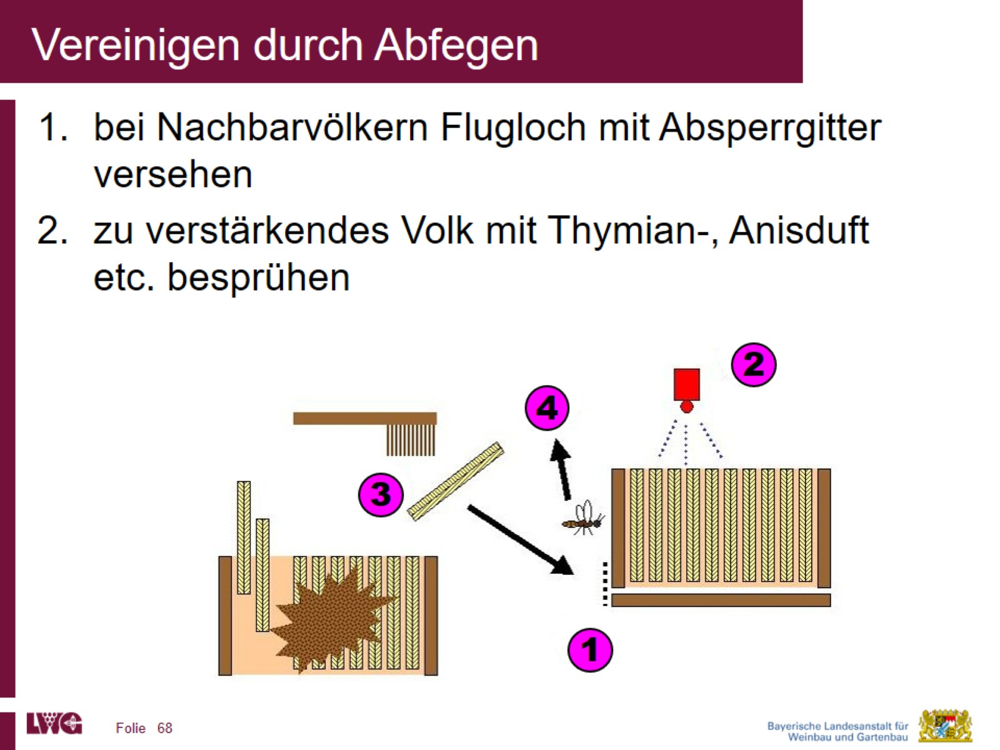 Vereinigen durch Abfegen
1. bei Nachbarvölkern Flugloch mit Absperrgitter
versehen
2. zu verstärkendes Volk mit Thymian-, Anisduft
etc. besprühen
2
4
3
1
LWG
Folie 68
Bayerische Landesanstalt für
Weinbau und Gartenbau